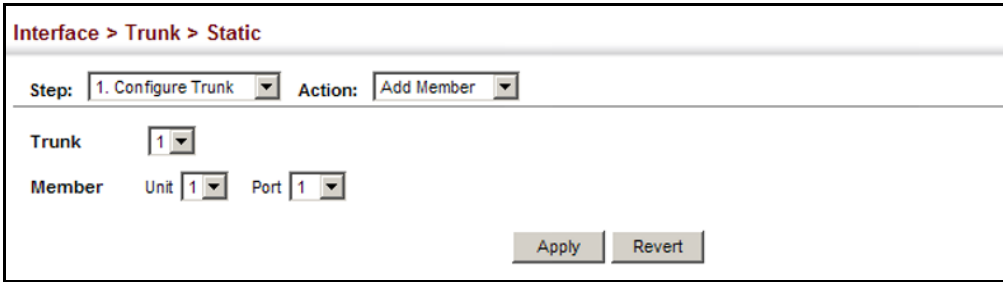 Interface > Trunk > Static
Step: 1. Configure Trunk Action: Add Member
Trunk 1
Member Unit 1 Port 1
Apply Revert